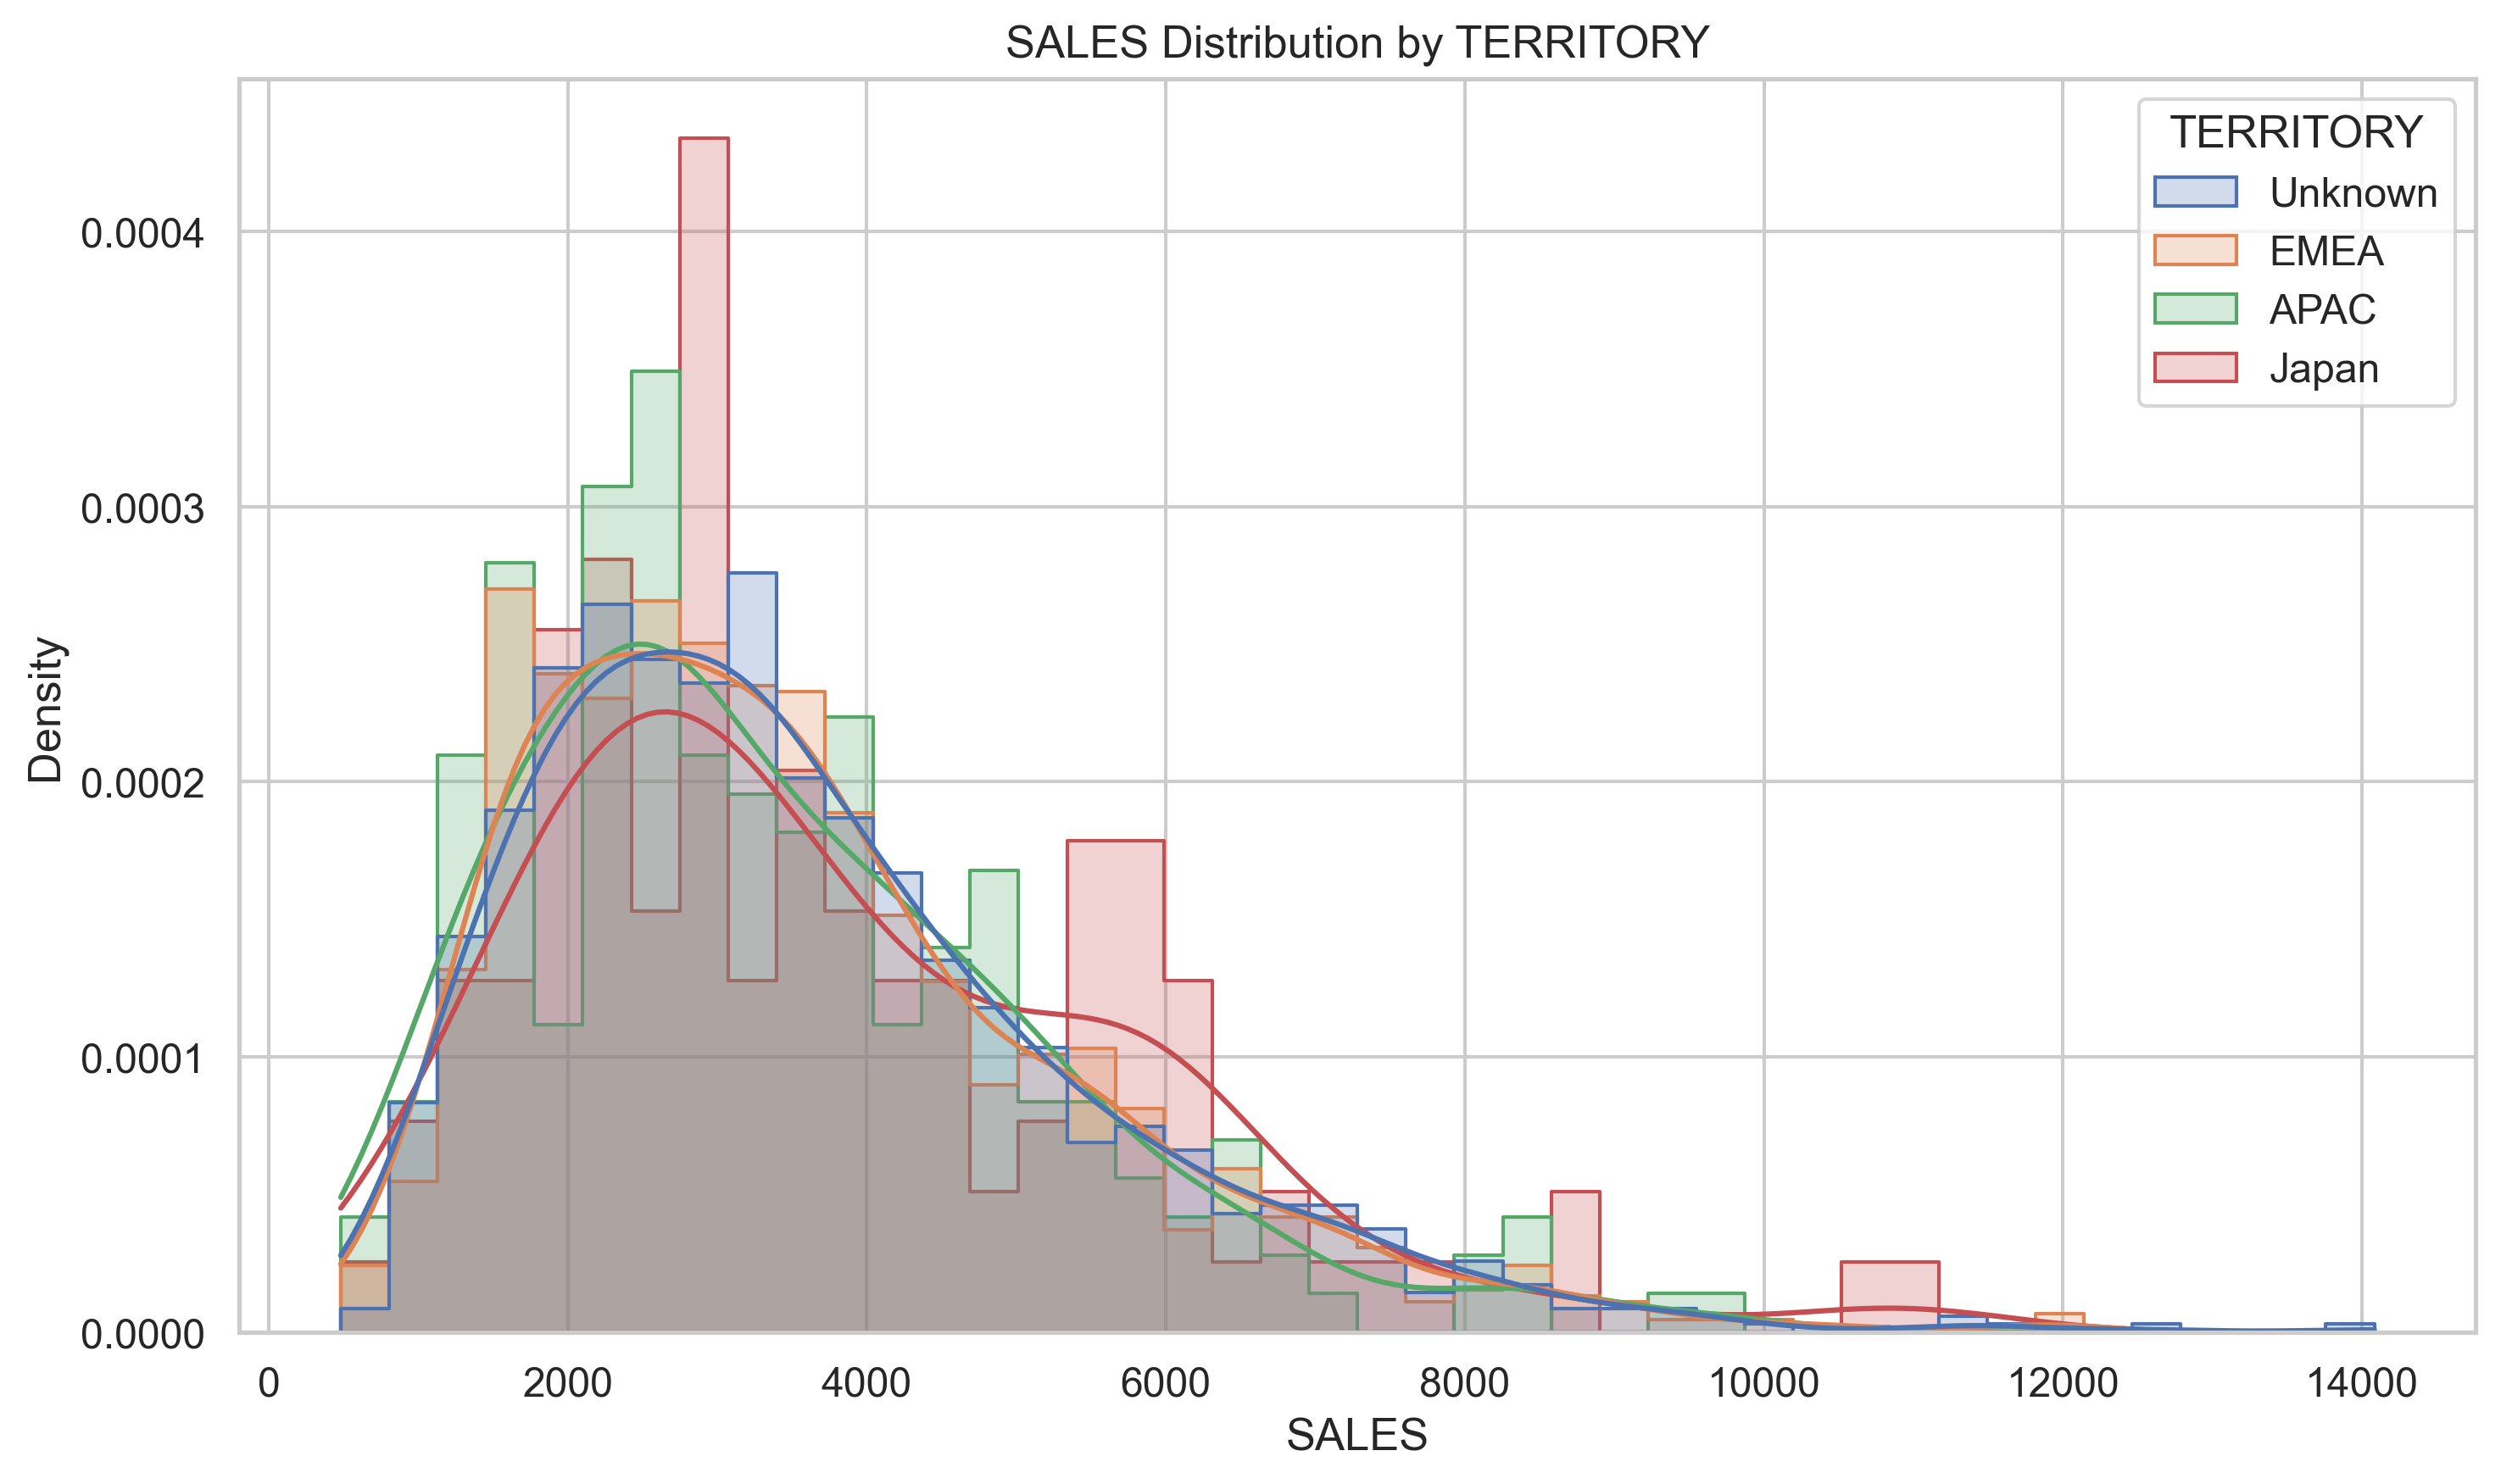 SALES Distribution by TERRITORY
TERRITORY
Unknown
EMEA
APAC
Japan
Density
0.0004
0.0003
0.0002
0.0001
0.0000
0
2000
4000
6000
8000
10000
12000
14000
SALES